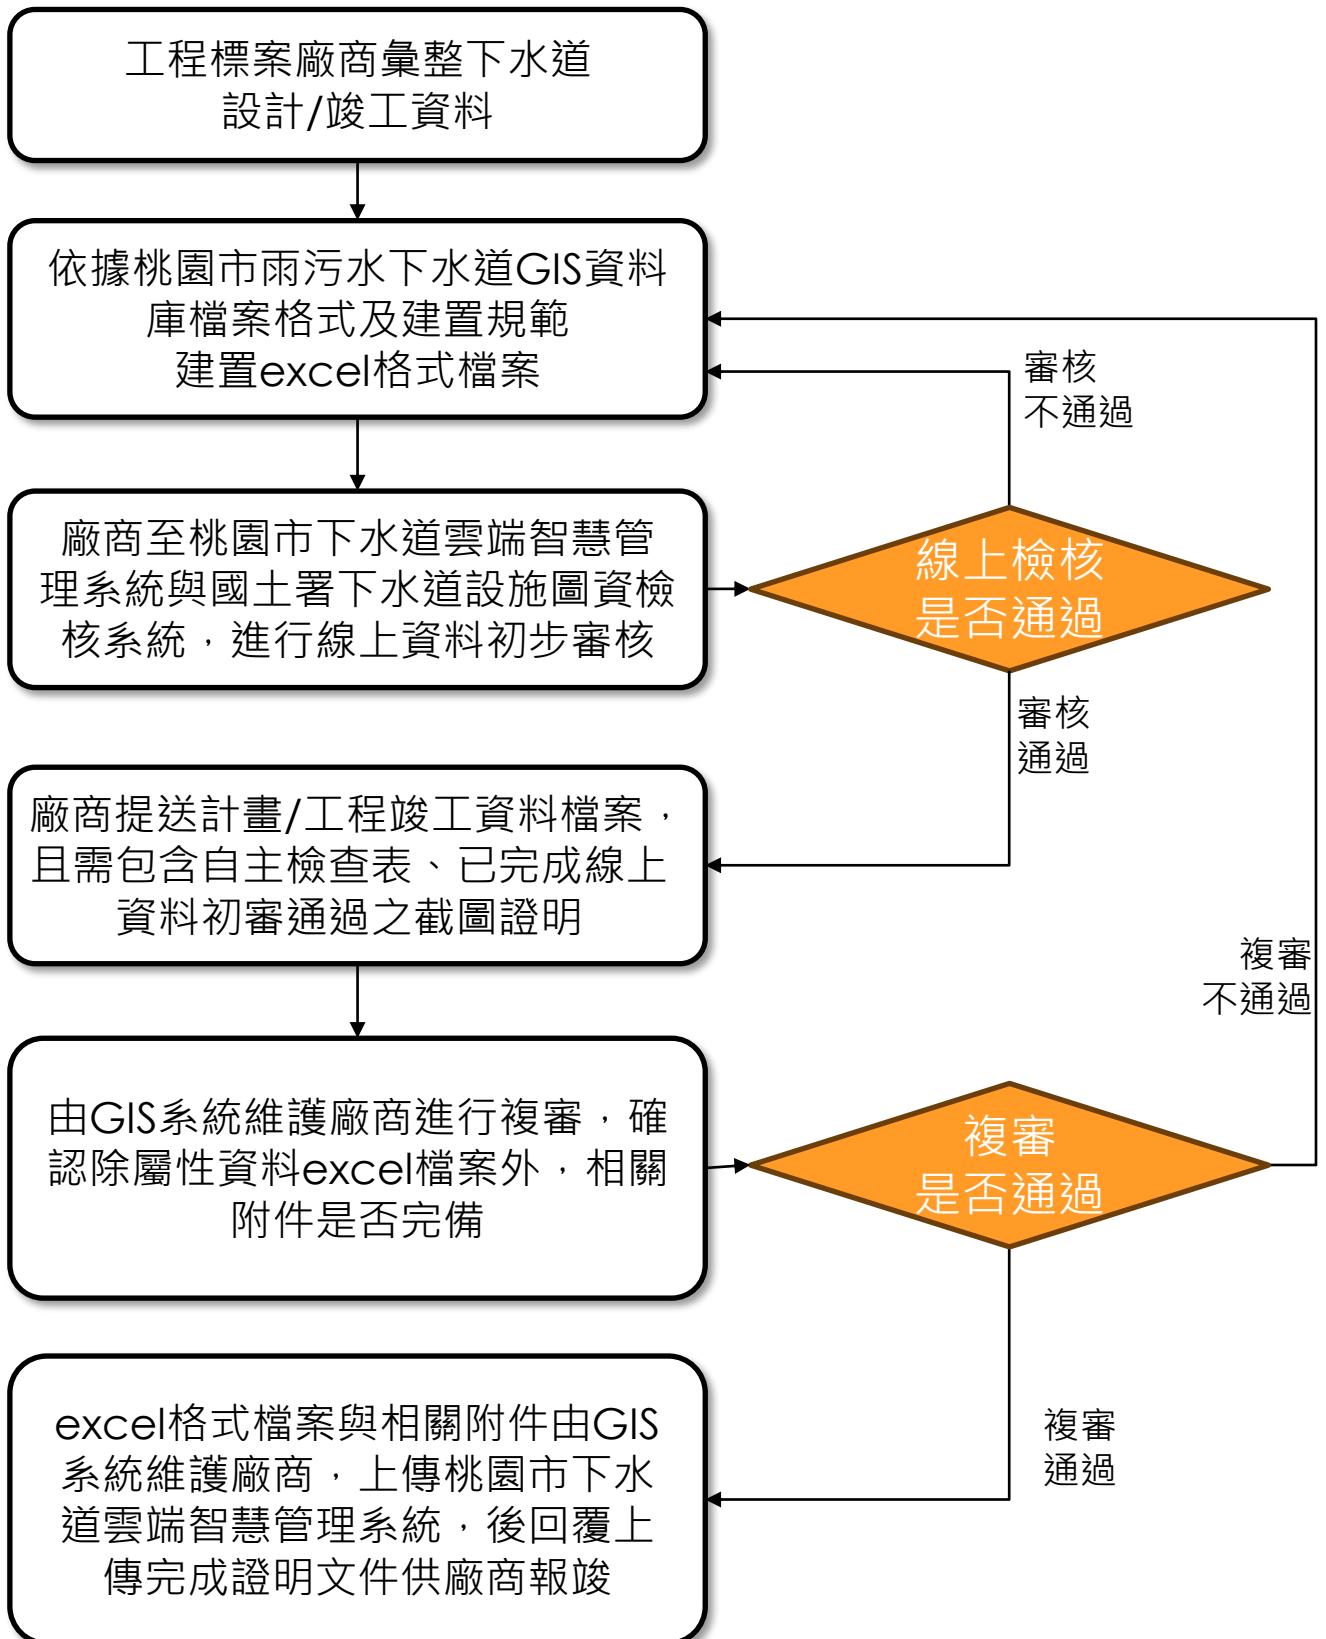 工程標案廠商彙整下水道
設計/竣工資料
依據桃園市雨污水下水道GIS資料
庫檔案格式及建置規範
建置excel格式檔案
審核
不通過
廠商至桃園市下水道雲端智慧管
理系統與國土署下水道設施圖資檢
核系統，進行線上資料初步審核
線上檢核
是否通過
審核
通過
廠商提送計畫/工程竣工資料檔案，
且需包含自主檢查表、已完成線上
資料初審通過之截圖證明
複審
不通過
由GIS系統維護廠商進行複審，確
認除屬性資料excel檔案外，相關
附件是否完備
複審
是否通過
excel格式檔案與相關附件由GIS
系統維護廠商，上傳桃園市下水
道雲端智慧管理系統，後回覆上
傳完成證明文件供廠商報竣
複審
通過